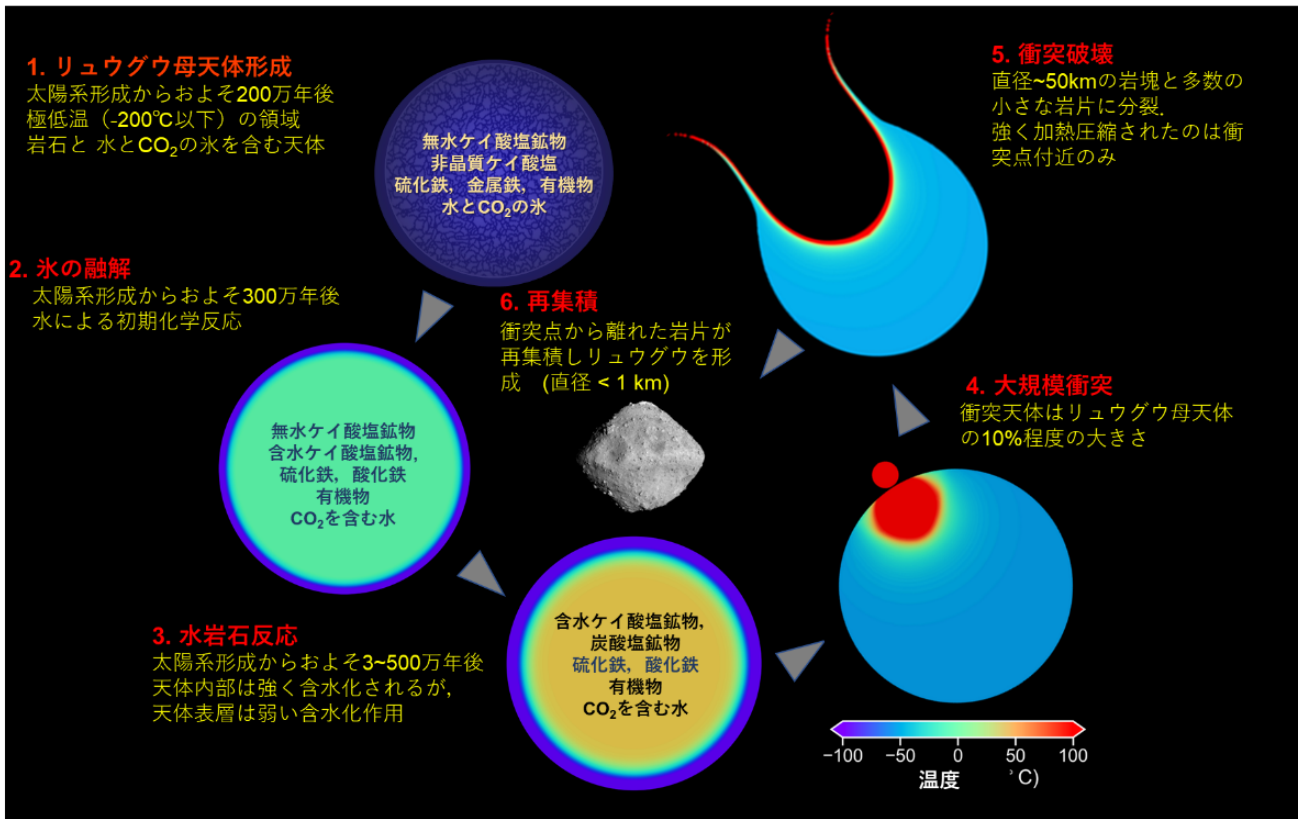 1. リュウグウ母天体形成
太陽系形成からおよそ200万年後
極低温（-200℃以下）の領域
岩石と 水とCO₂の氷を含む天体
無水ケイ酸塩鉱物
非晶質ケイ酸塩
硫化鉄，金属鉄，有機物
水とCO₂の氷
2. 氷の融解
太陽系形成からおよそ300万年後
水による初期化学反応
無水ケイ酸塩鉱物
含水ケイ酸塩鉱物,
硫化鉄，酸化鉄
有機物
CO₂を含む水
3. 水岩石反応
太陽系形成からおよそ3~500万年後
天体内部は強く含水化されるが,
天体表層は弱い含水化作用
含水ケイ酸塩鉱物,
炭酸塩鉱物
硫化鉄，酸化鉄
有機物
CO₂を含む水
4. 大規模衝突
衝突天体はリュウグウ母天体
の10%程度の大きさ
5. 衝突破壊
直径~50kmの岩塊と多数の
小さな岩片に分裂.
強く加熱圧縮されたのは衝
突点付近のみ
6. 再集積
衝突点から離れた岩片が
再集積しリュウグウを形
成 (直径 < 1 km)
−100 −50 0 50 100
温度 °C)